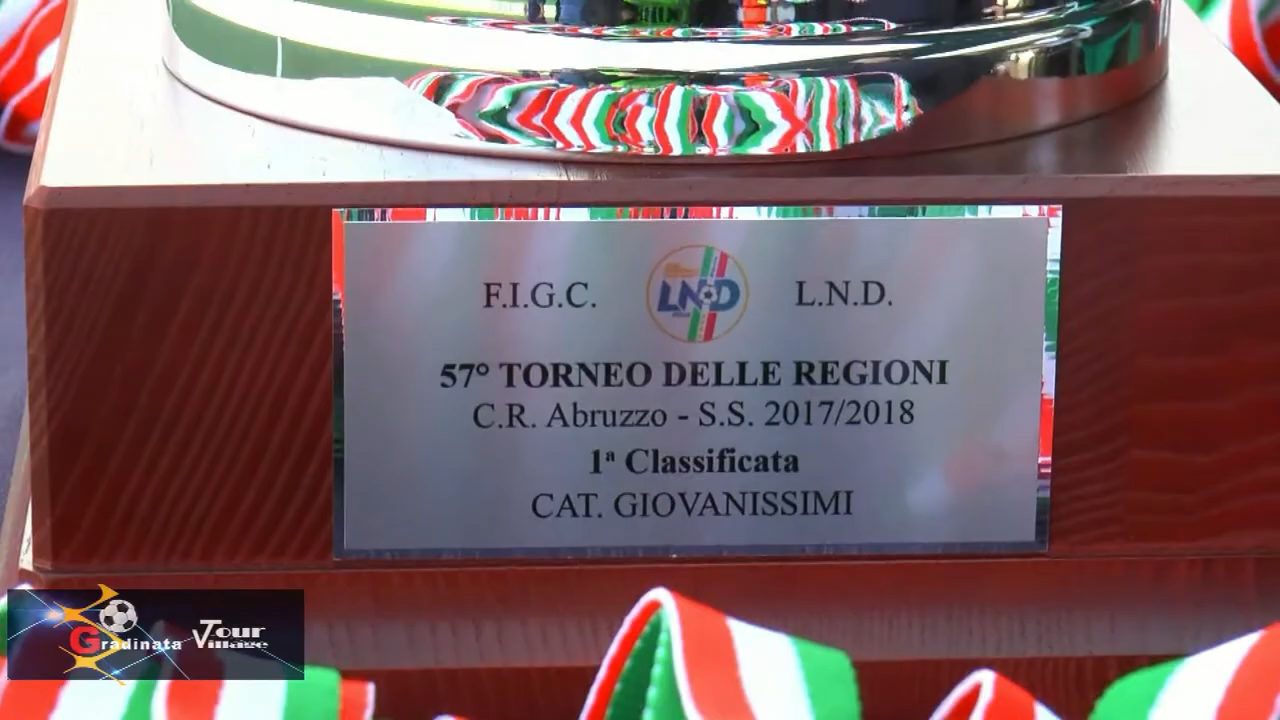 F.I.G.C. LND L.N.D.
57° TORNEO DELLE REGIONI
C.R. Abruzzo - S.S. 2017/2018
1ª Classificata
CAT. GIOVANISSIMI
Gradinata Tour Village